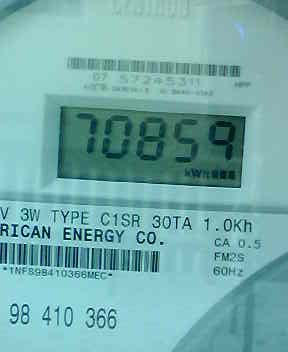 07 57245311
70859
kWh
V 3W TYPE C1SR 30TA 1.0Kh
RICAN ENERGY CO.
CA 0.5
FM2S
*1NFS98410366MEC*
60Hz
98 410 366